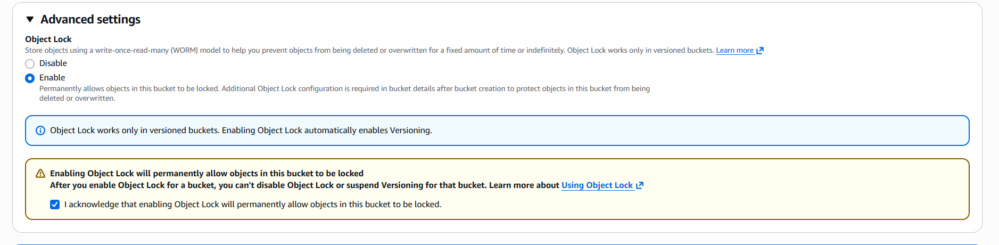 Advanced settings
Object Lock
Store objects using a write-once-read-many (WORM) model to help you prevent objects from being deleted or overwritten for a fixed amount of time or indefinitely. Object Lock works only in versioned buckets. Learn more
Disable
Enable
Permanently allows objects in this bucket to be locked. Additional Object Lock configuration is required in bucket details after bucket creation to protect objects in this bucket from being
deleted or overwritten.
Object Lock works only in versioned buckets. Enabling Object Lock automatically enables Versioning.
Enabling Object Lock will permanently allow objects in this bucket to be locked
After you enable Object Lock for a bucket, you can't disable Object Lock or suspend Versioning for that bucket. Learn more about Using Object Lock
I acknowledge that enabling Object Lock will permanently allow objects in this bucket to be locked.